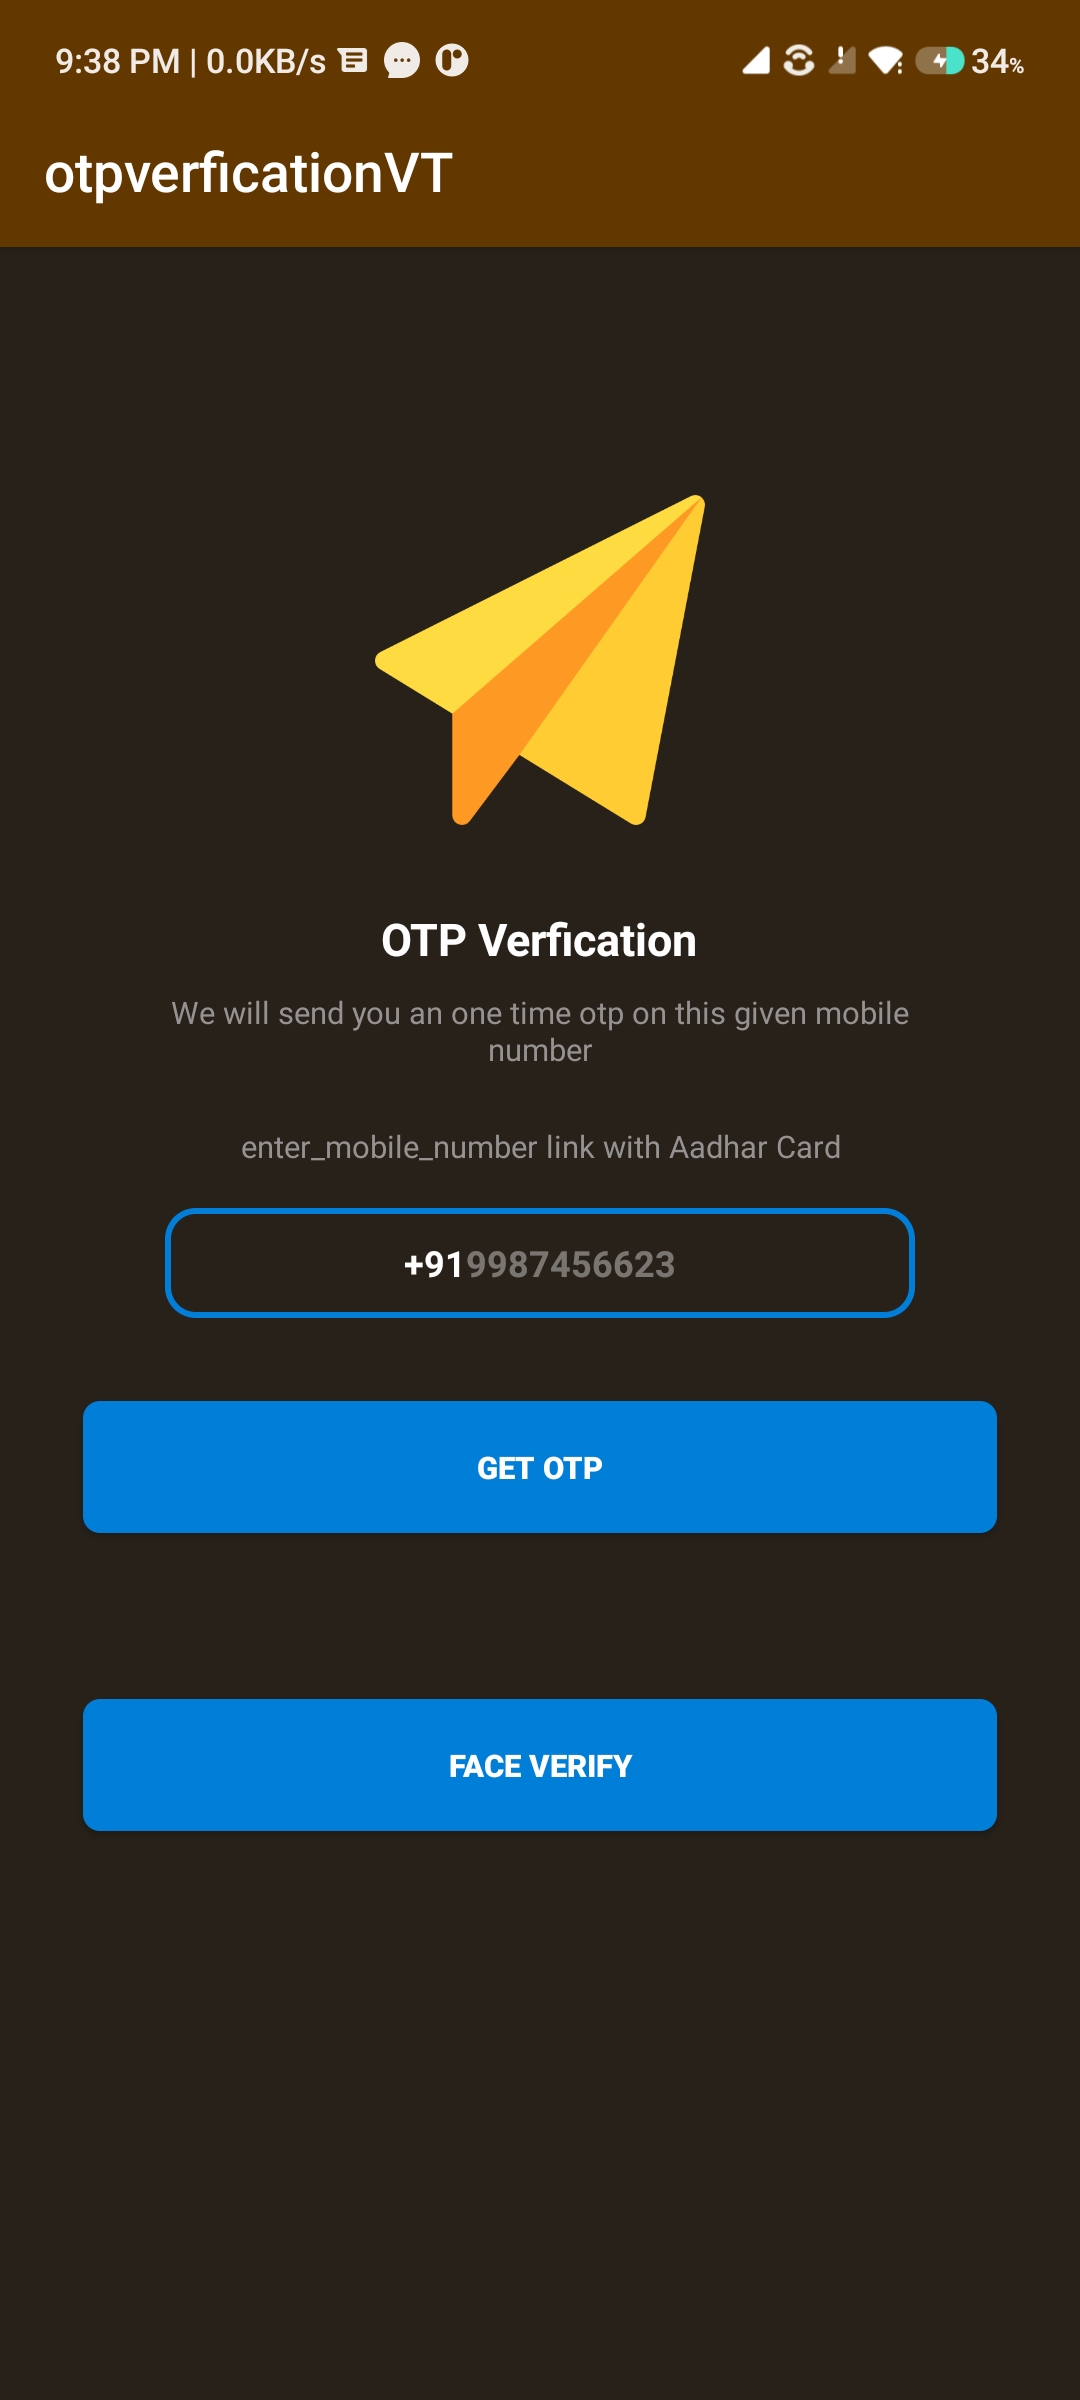 9:38 PM | 0.0KB/s 34%
otpverficationVT
OTP Verfication
We will send you an one time otp on this given mobile
number
enter_mobile_number link with Aadhar Card
+919987456623
GET OTP
FACE VERIFY